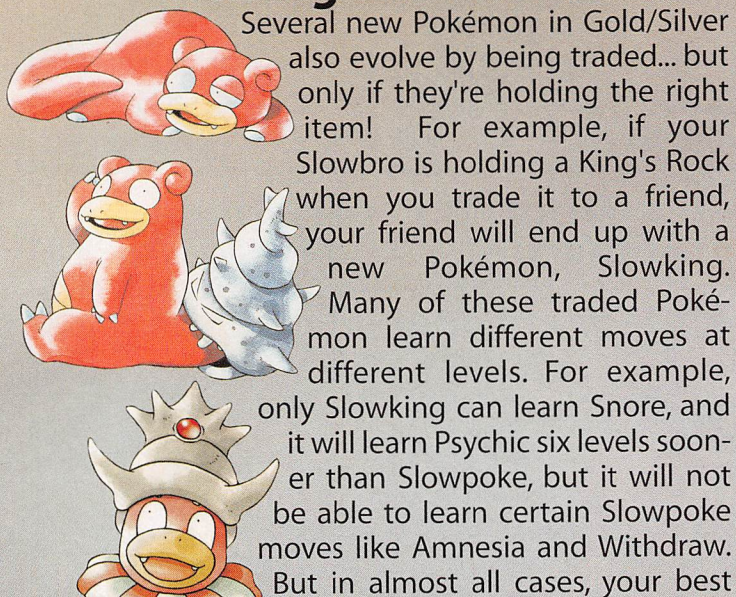 Several new Pokémon in Gold/Silver
also evolve by being traded... but
only if they're holding the right
item! For example, if your
Slowbro is holding a King's Rock
when you trade it to a friend,
your friend will end up with a
new Pokémon, Slowking.
Many of these traded Poké-
mon learn different moves at
different levels. For example,
only Slowking can learn Snore, and
it will learn Psychic six levels soon-
er than Slowpoke, but it will not
be able to learn certain Slowpoke
moves like Amnesia and Withdraw.
But in almost all cases, your best